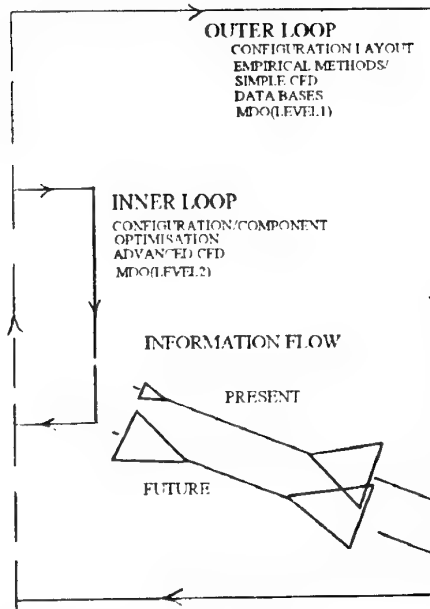 OUTER LOOP
CONFIGURATION LAYOUT
EMPIRICAL METHODS/
SIMPLE CFD
DATA BASES
MDO(LEVEL1)
INNER LOOP
CONFIGURATION/COMPONENT
OPTIMISATION
ADVANCED CFD
MDO(LEVEL2)
INFORMATION FLOW
PRESENT
FUTURE